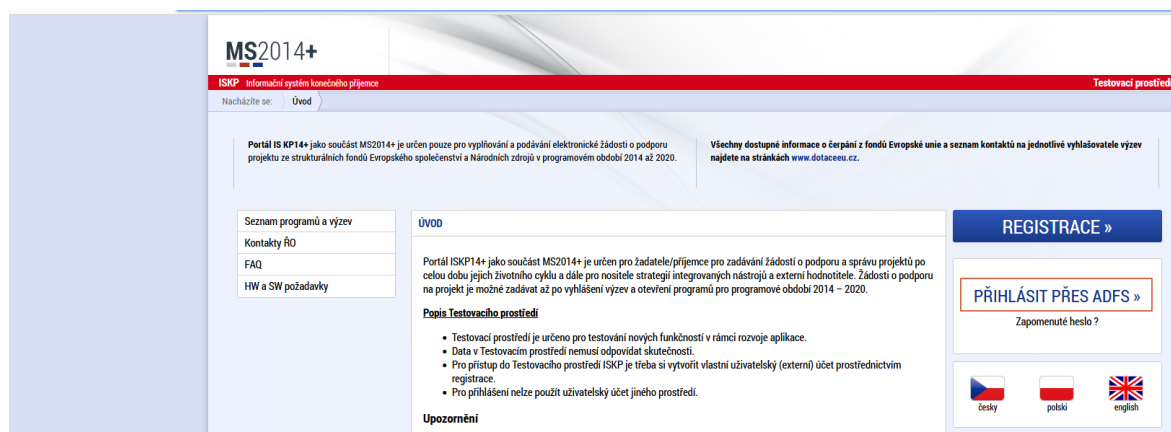 MS2014+
ISKP Informační systém konečného příjemce
Testovací prostředí
Nacházíte se: Úvod
Portál IS KP14+ jako součást MS2014+ je určen pouze pro vyplňování a podávání elektronické žádosti o podporu
projektu ze strukturálních fondů Evropského společenství a Národních zdrojů v programovém období 2014 až 2020.
Všechny dostupné informace o čerpání z fondů Evropské unie a seznam kontaktů na jednotlivé vyhlašovatele výzev
najdete na stránkách www.dotaceeu.cz.
Seznam programů a výzev
Kontakty ŘO
FAQ
HW a SW požadavky
ÚVOD
Portál ISKP14+ jako součást MS2014+ je určen pro žadatele/příjemce pro zadávání žádostí o podporu a správu projektů po
celou dobu jejich životního cyklu a dále pro nositele strategií integrovaných nástrojů a externí hodnotitele. Žádosti o podporu
na projekt je možné zadávat až po vyhlášení výzev a otevření programů pro programové období 2014 – 2020.
Popis Testovacího prostředí
• Testovací prostředí je určeno pro testování nových funkčností v rámci rozvoje aplikace.
• Data v Testovacím prostředí nemusí odpovídat skutečnosti.
• Pro přístup do Testovacího prostředí ISKP je třeba si vytvořit vlastní uživatelský (externí) účet prostřednictvím
registrace.
• Pro přihlášení nelze použít uživatelský účet jiného prostředí.
Upozornění
REGISTRACE »
PŘIHLÁSIT PŘES ADFS »
Zapomenuté heslo ?
česky
polski
english